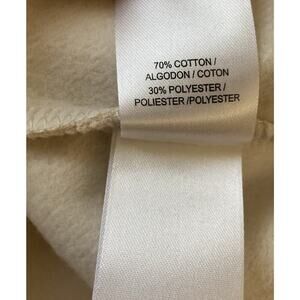 70% COTTON /
ALGODON / COTON
30% POLYESTER /
POLIESTER /POLYESTER